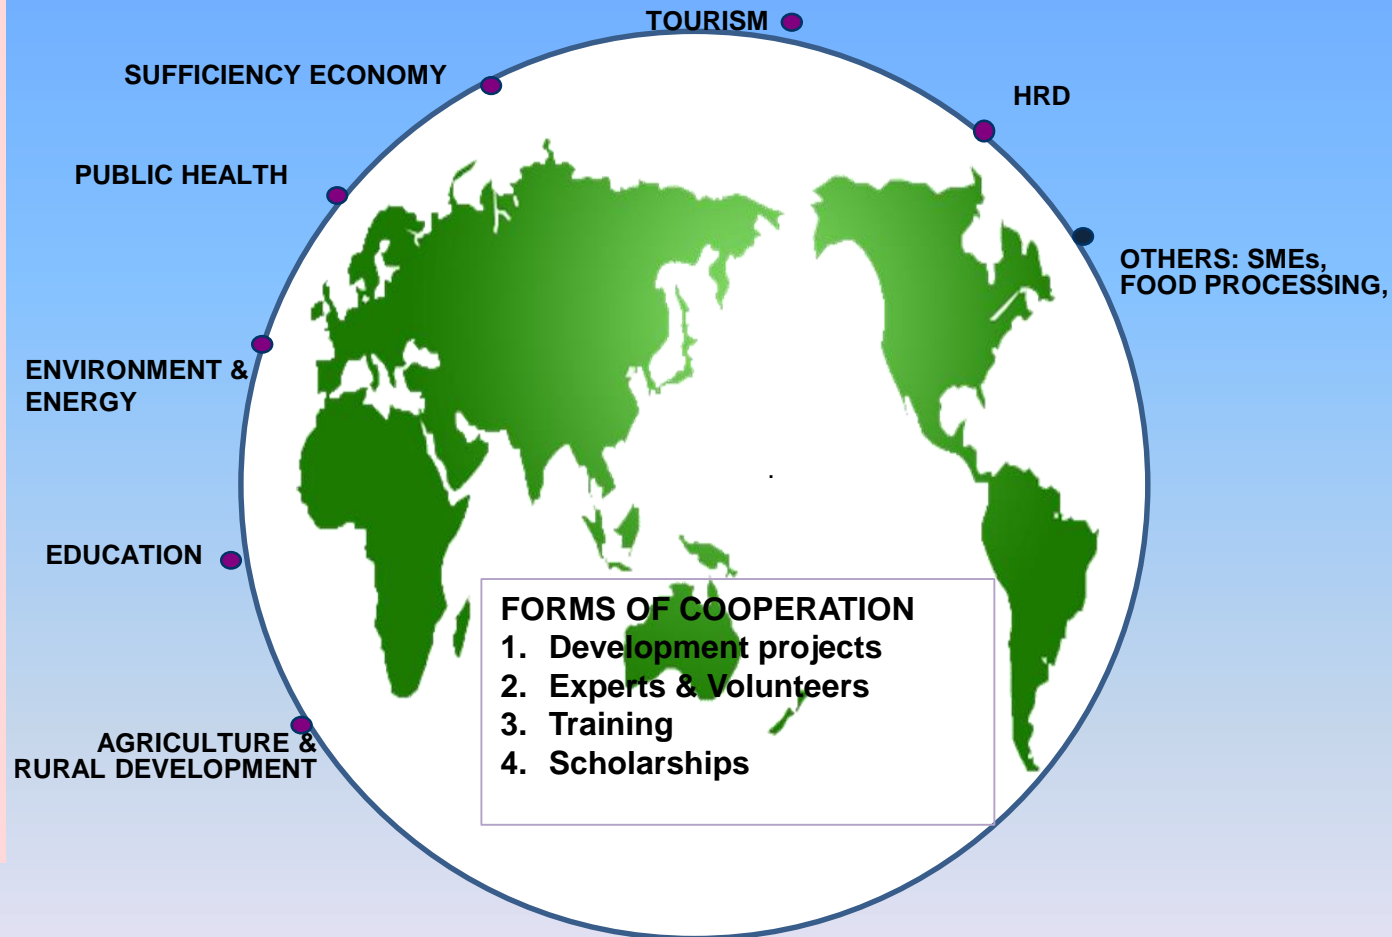 TOURISM
SUFFICIENCY ECONOMY
HRD
PUBLIC HEALTH
OTHERS: SMEs,
FOOD PROCESSING,
ENVIRONMENT &
ENERGY
EDUCATION
AGRICULTURE &
RURAL DEVELOPMENT
.
FORMS OF COOPERATION
1. Development projects
2. Experts & Volunteers
3. Training
4. Scholarships